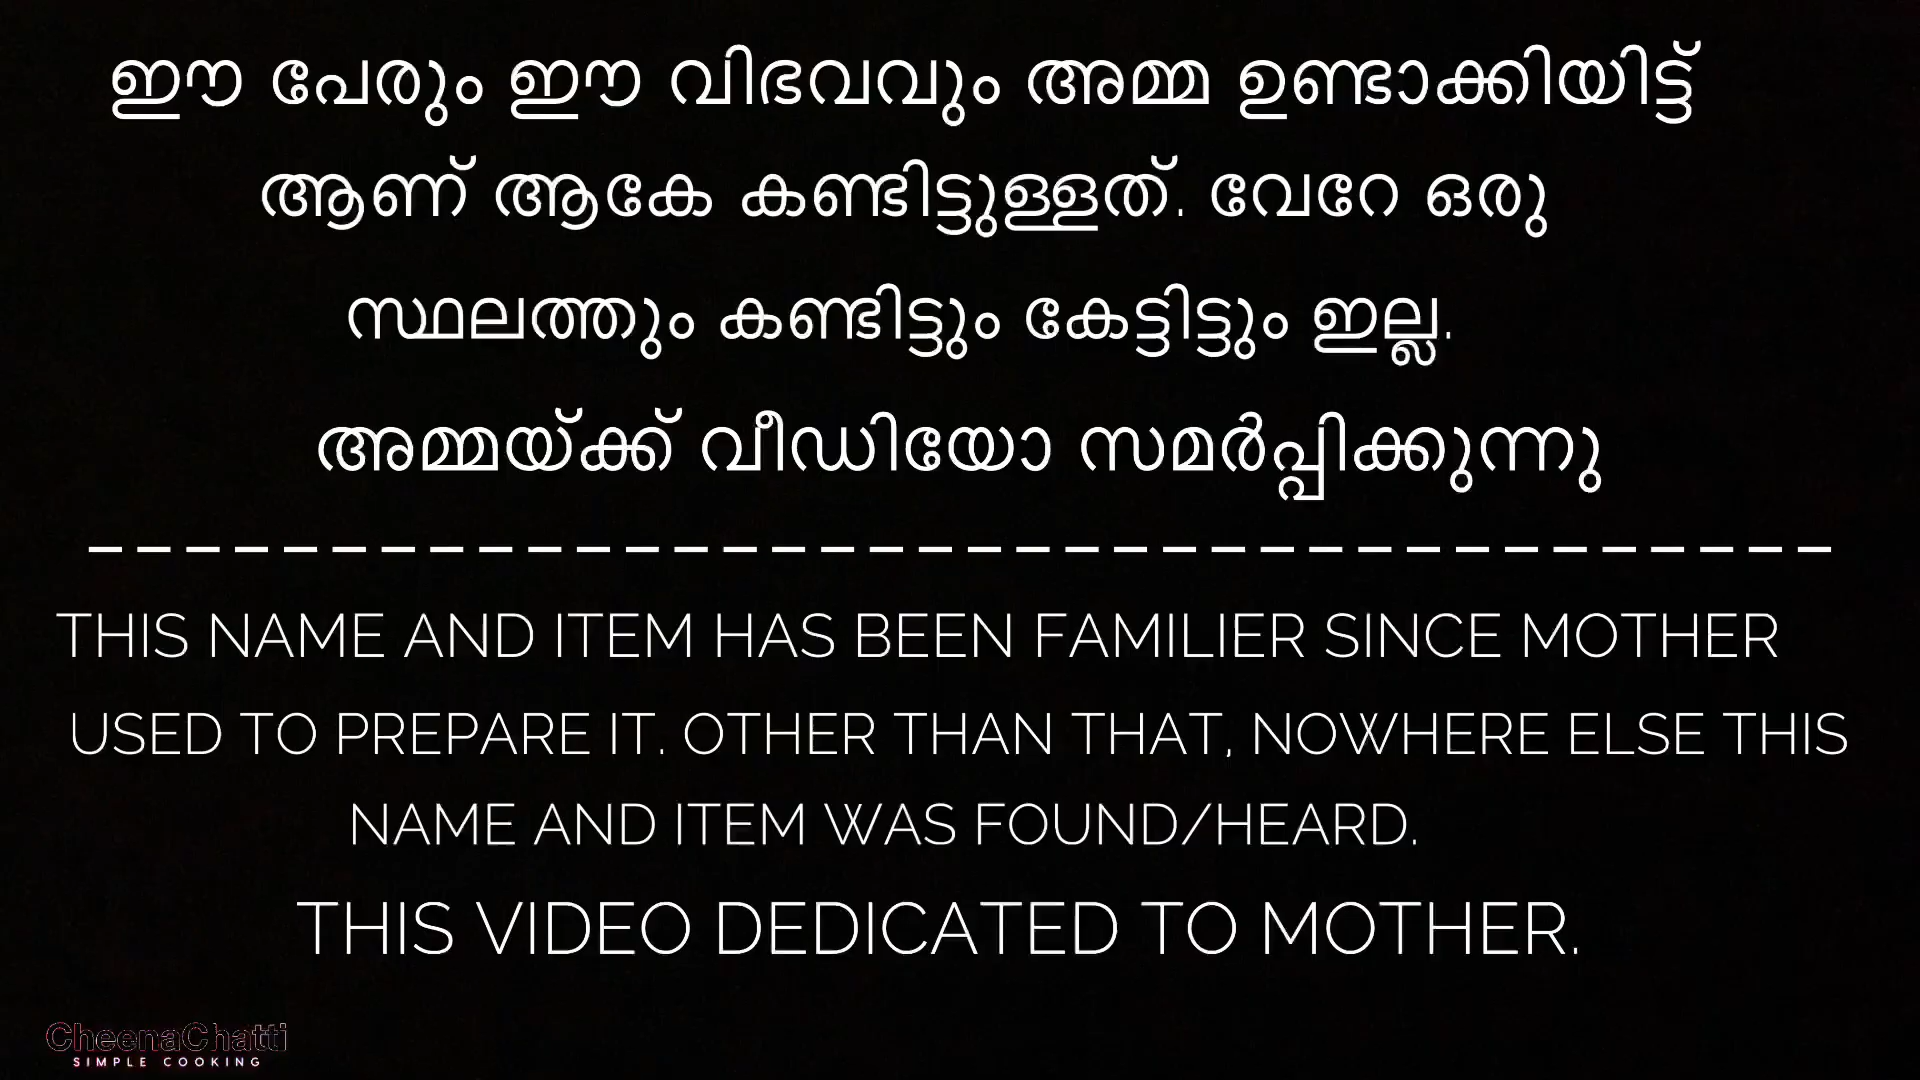 ഈ പേരും ഈ വിഭവവും അമ്മ ഉണ്ടാക്കിയിട്ട്
ആണ് ആകേ കണ്ടിട്ടുള്ളത്. വേറേ ഒരു
സ്ഥലത്തും കണ്ടിട്ടും കേട്ടിട്ടും ഇല്ല.
അമ്മയ്ക്ക് വീഡിയോ സമർപ്പിക്കുന്നു
THIS NAME AND ITEM HAS BEEN FAMILIER SINCE MOTHER
USED TO PREPARE IT. OTHER THAN THAT, NOWHERE ELSE THIS
NAME AND ITEM WAS FOUND/HEARD.
THIS VIDEO DEDICATED TO MOTHER.
CheenaChatti
SIMPLE COOKING